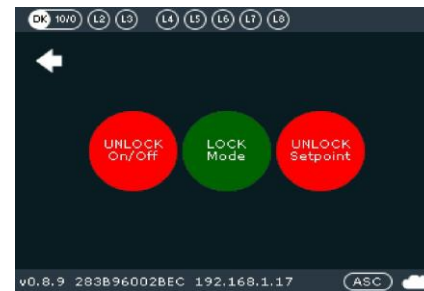 DK 10/0 L2 L3 L4 L5 L6 L7 L8
UNLOCK
On/Off
LOCK
Mode
UNLOCK
Setpoint
v0.8.9 283B96002BEC 192.168.1.17 ASC